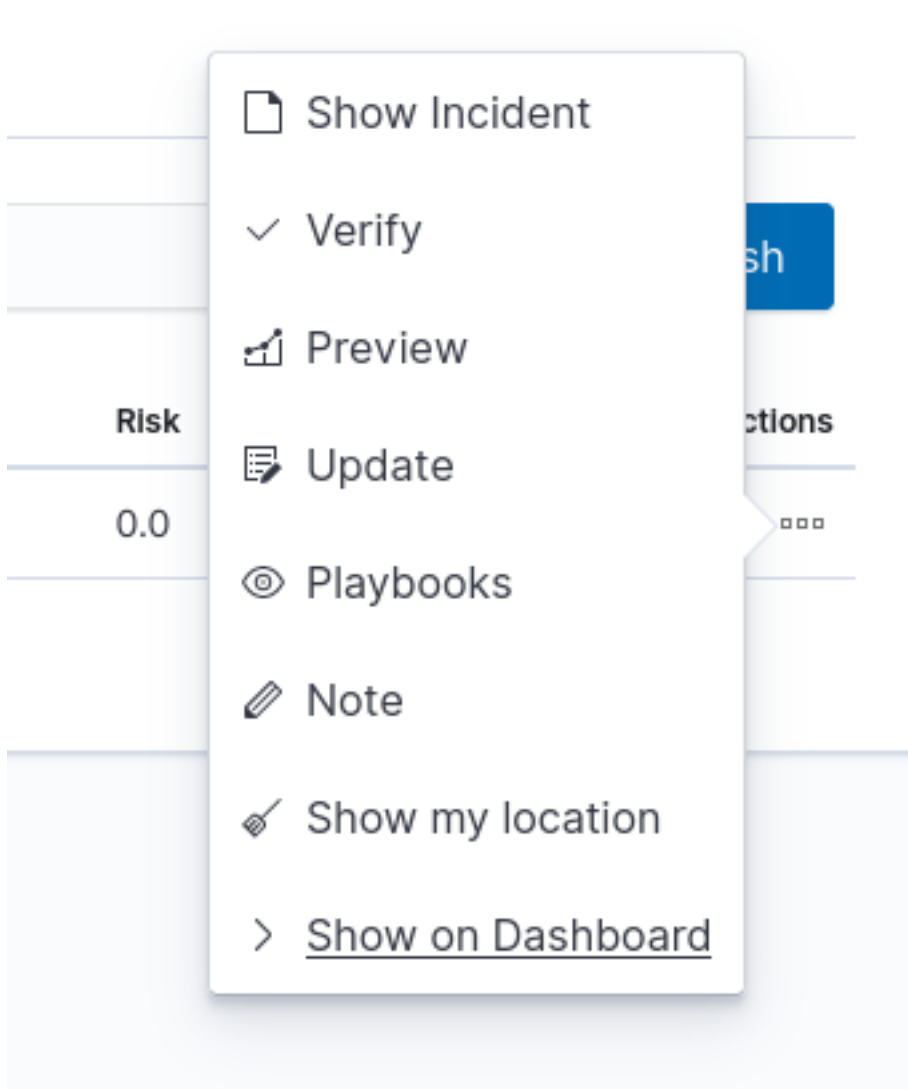 Show Incident
Verify
sh
Preview
Risk
ctions
Update
0.0
Playbooks
Note
Show my location
Show on Dashboard